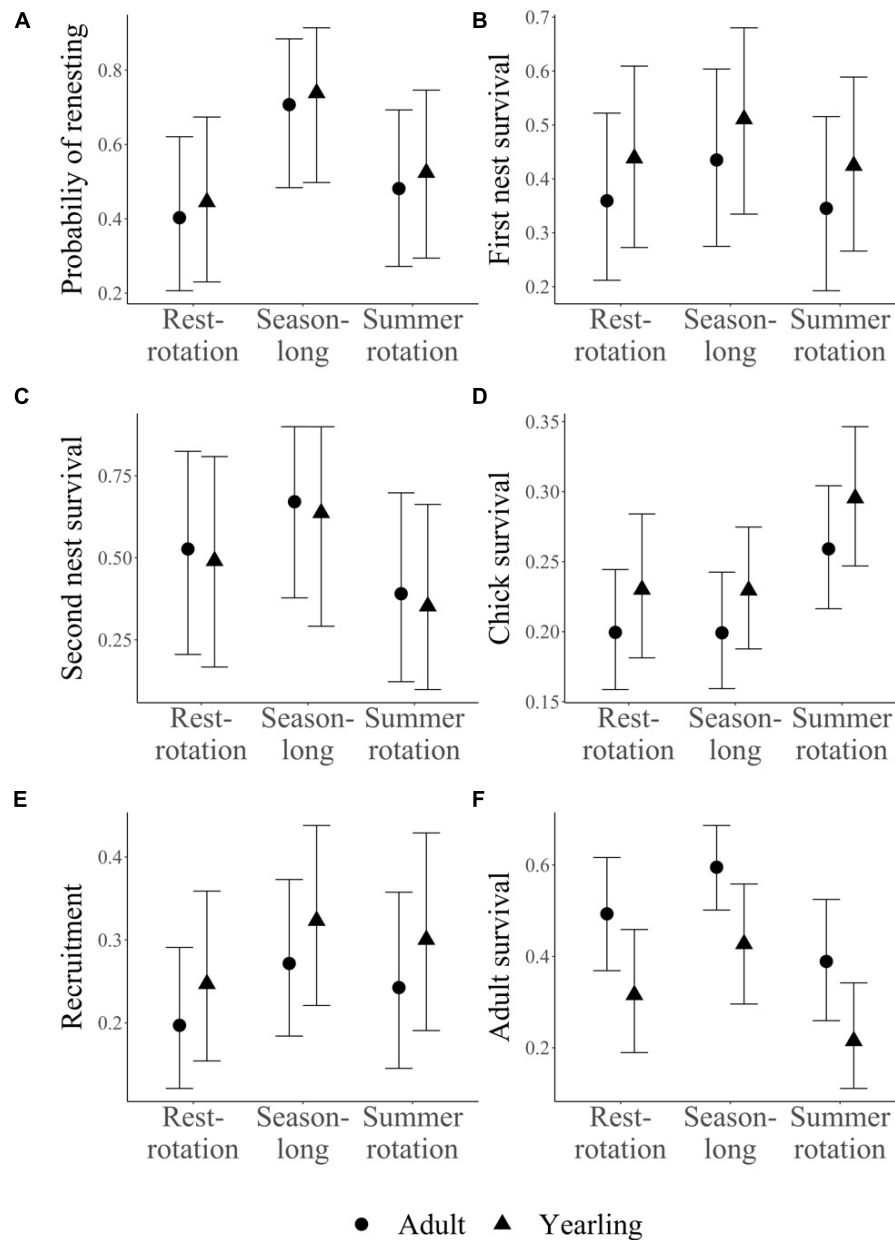 A
Probabiliy of renesting
0.8
0.6
0.4
0.2
Rest-
rotation
Season-
long
Summer
rotation
B
First nest survival
0.7
0.6
0.5
0.4
0.3
0.2
Rest-
rotation
Season-
long
Summer
rotation
C
Second nest survival
0.75
0.50
0.25
Rest-
rotation
Season-
long
Summer
rotation
D
Chick survival
0.35
0.30
0.25
0.20
0.15
Rest-
rotation
Season-
long
Summer
rotation
E
Recruitment
0.4
0.3
0.2
Rest-
rotation
Season-
long
Summer
rotation
F
Adult survival
0.6
0.4
0.2
Rest-
rotation
Season-
long
Summer
rotation
Adult
Yearling